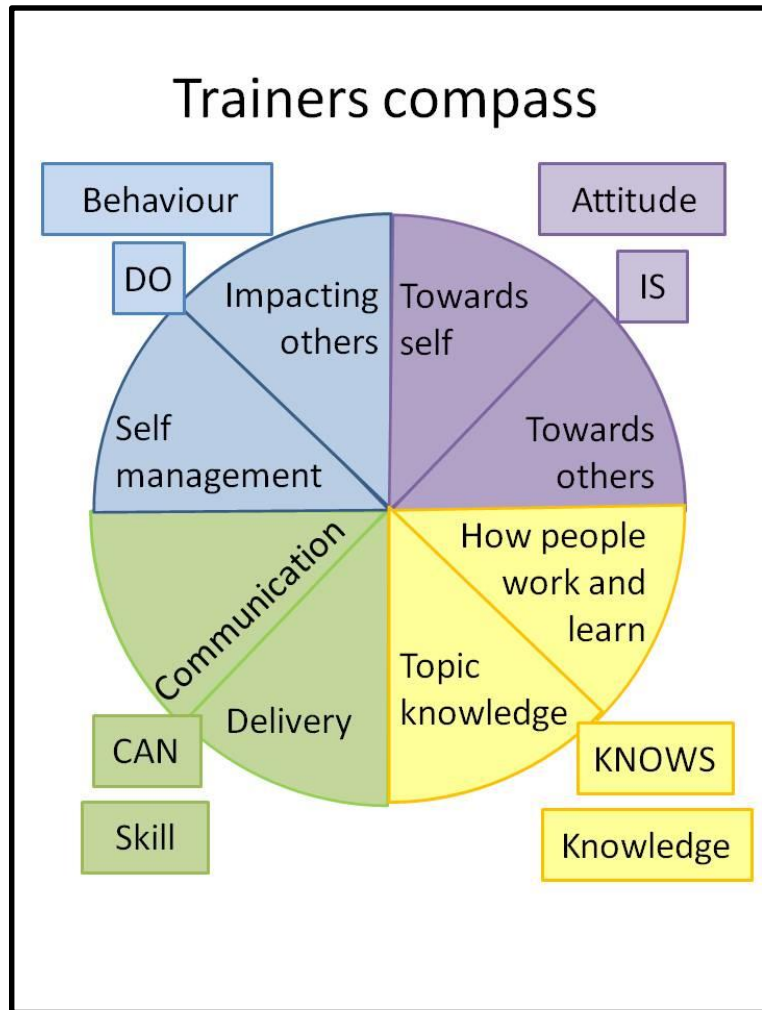 Trainers compass
Behaviour
DO
Attitude
IS
Impacting
others
Towards
self
Self
management
Towards
others
Communication
Delivery
How people
work and
learn
Topic
knowledge
CAN
Skill
KNOWS
Knowledge